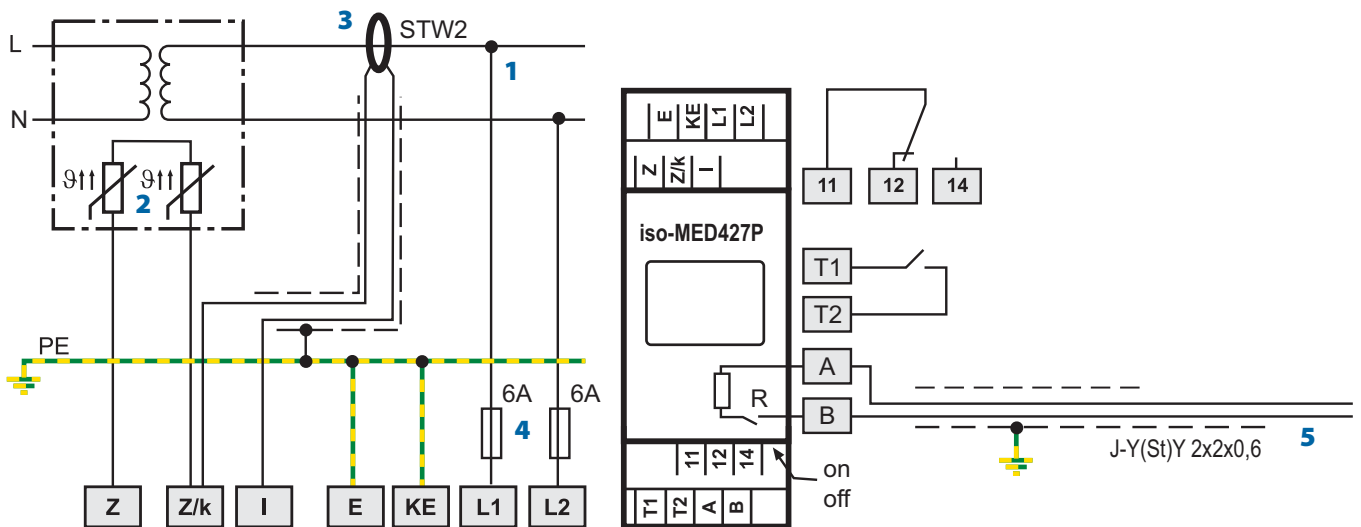 3 STW2
L
1
N
E KE L1 L2
Z Z/k I
11 12 14
ϑ↑↑ ϑ↑↑
2
iso-MED427P
T1
T2
PE
A
R
B
6A 6A
4
5
J-Y(St)Y 2x2x0,6
11 12 14
on
off
Z Z/k I E KE L1 L2
T1 T2 A B